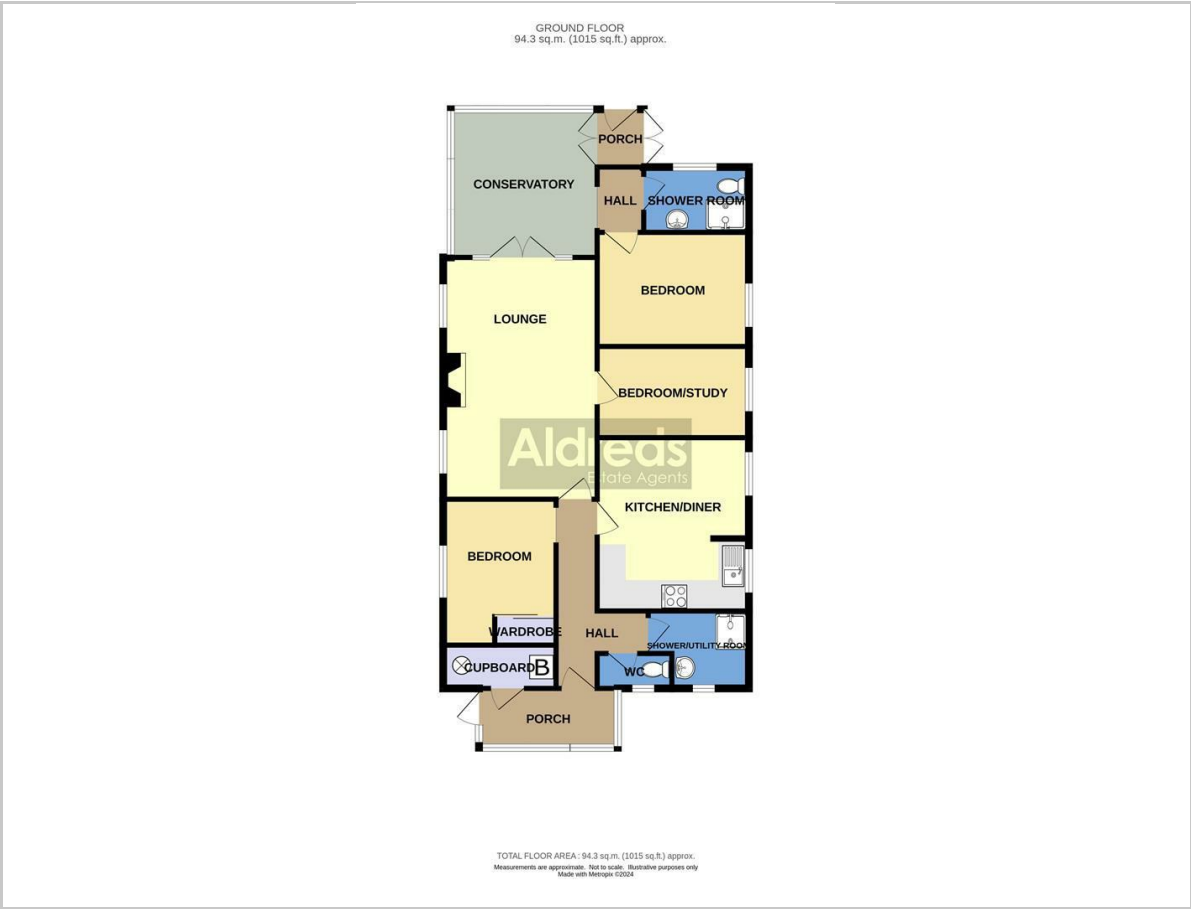 GROUND FLOOR
94.3 sq.m. (1015 sq.ft.) approx.
PORCH
CONSERVATORY
HALL
SHOWER ROOM
BEDROOM
LOUNGE
BEDROOM/STUDY
Aldreds
Estate Agents
KITCHEN/DINER
BEDROOM
WARDROBE
HALL
SHOWER/UTILITY ROOM
CUPBOARD
B
WC
PORCH
TOTAL FLOOR AREA : 94.3 sq.m. (1015 sq.ft.) approx.
Measurements are approximate. Not to scale. Illustrative purposes only
Made with Metropix ©2024